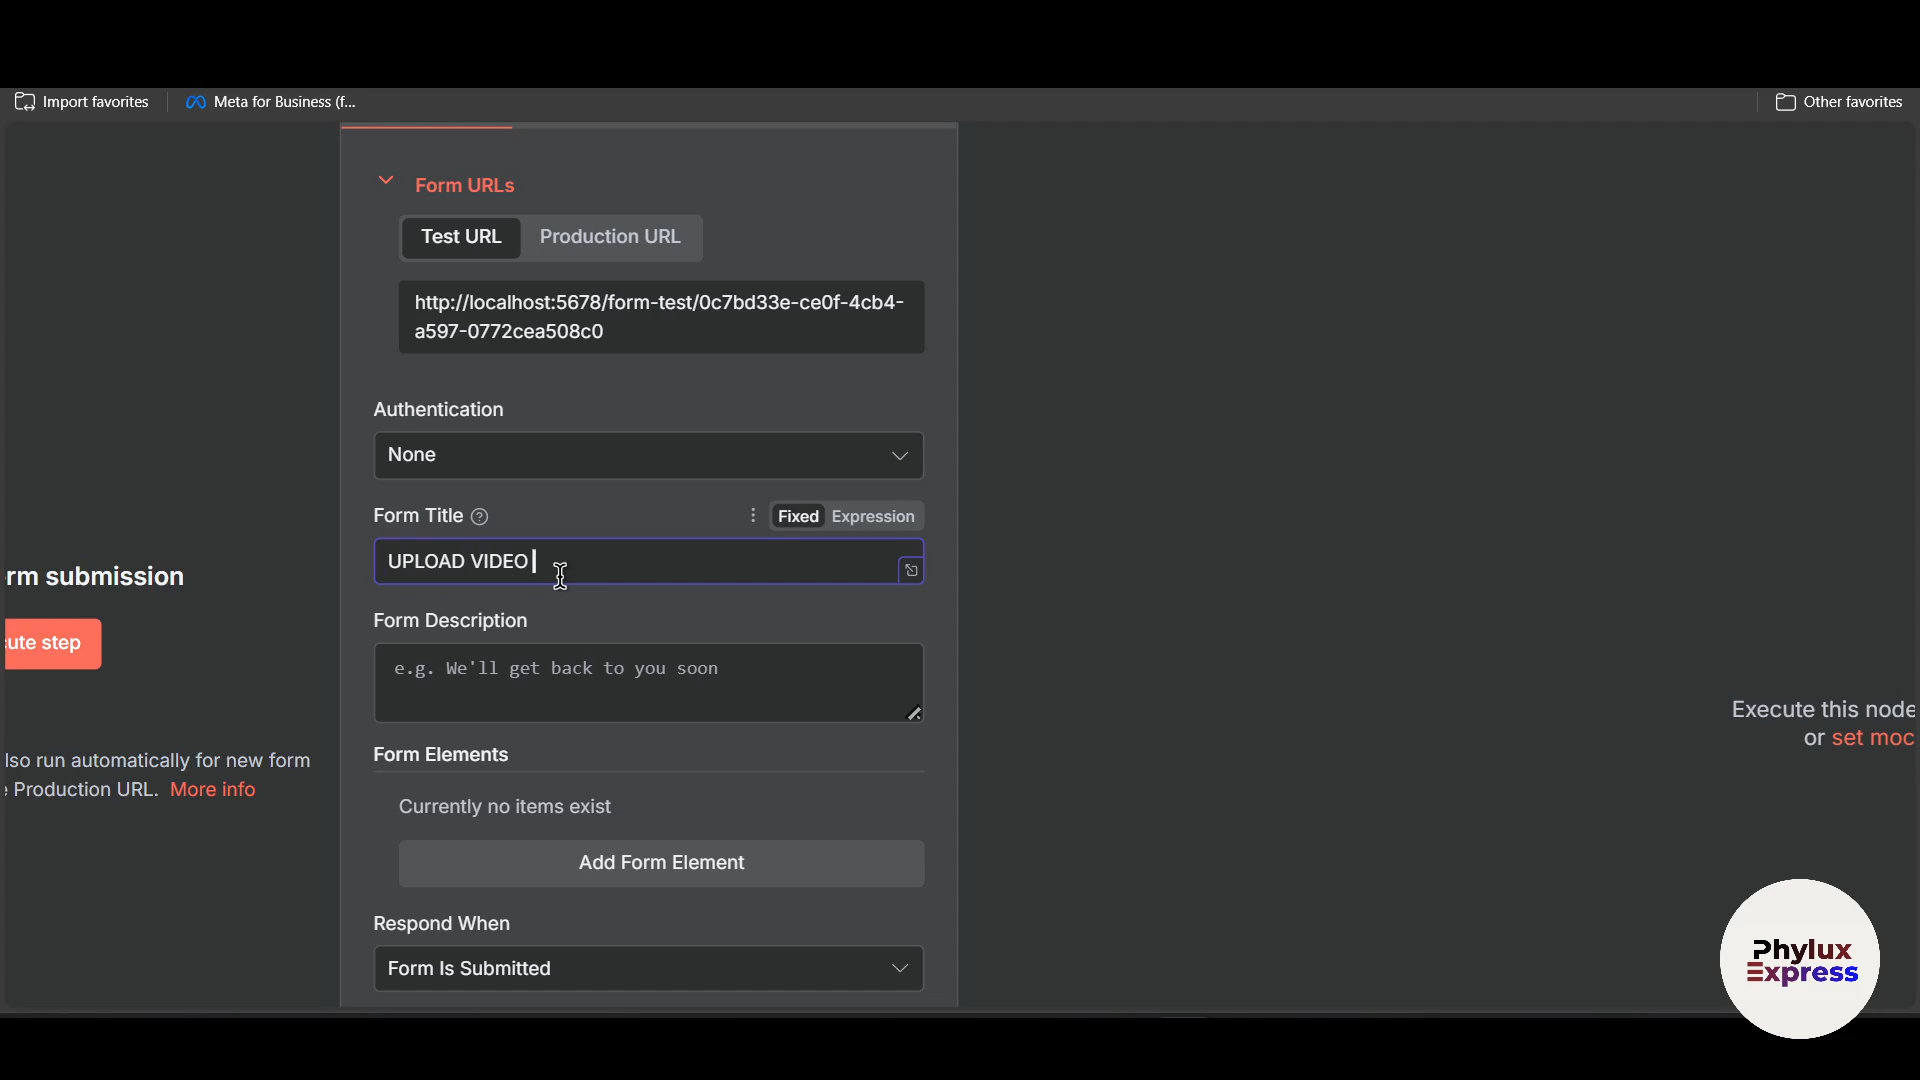 Import favorites
Meta for Business (f...
Other favorites
Form URLs
Test URL
Production URL
http://localhost:5678/form-test/0c7bd33e-ce0f-4cb4-
a597-0772cea508c0
Authentication
None
Form Title
Fixed
Expression
UPLOAD VIDEO
rm submission
Form Description
cute step
e.g. We'll get back to you soon
Execute this node
or set moc
Form Elements
lso run automatically for new form
Production URL. More info
Currently no items exist
Add Form Element
Respond When
Form Is Submitted
Phylux
Express